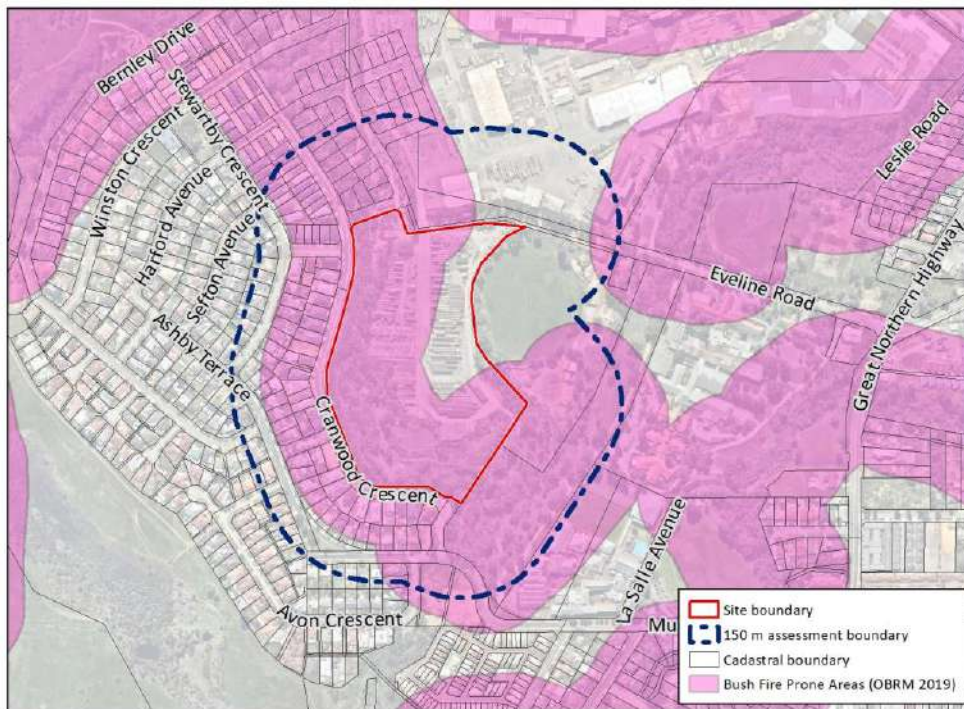 Bernley Drive
Stewartby Crescent
Winston Crescent
Harford Avenue
Sefton Avenue
Ashby Terrace
Cranwood Crescent
Avon Crescent
Leslie Road
Eveline Road
Great Northern Highway
La Salle Avenue
Mu
Site boundary
150 m assessment boundary
Cadastral boundary
Bush Fire Prone Areas (OBRM 2019)